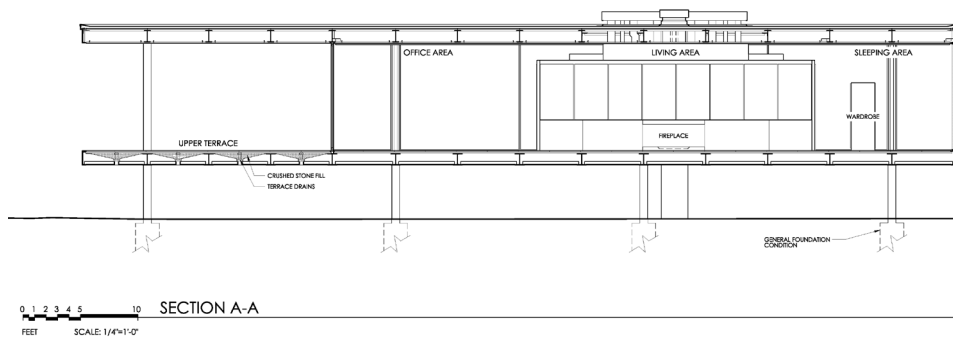 OFFICE AREA
LIVING AREA
SLEEPING AREA
WARDROBE
FIREPLACE
UPPER TERRACE
CRUSHED STONE FILL
TERRACE DRAINS
GENERAL FOUNDATION
CONDITION
0 1 2 3 4 5 10
SECTION A-A
FEET SCALE: 1/4"=1'-0"